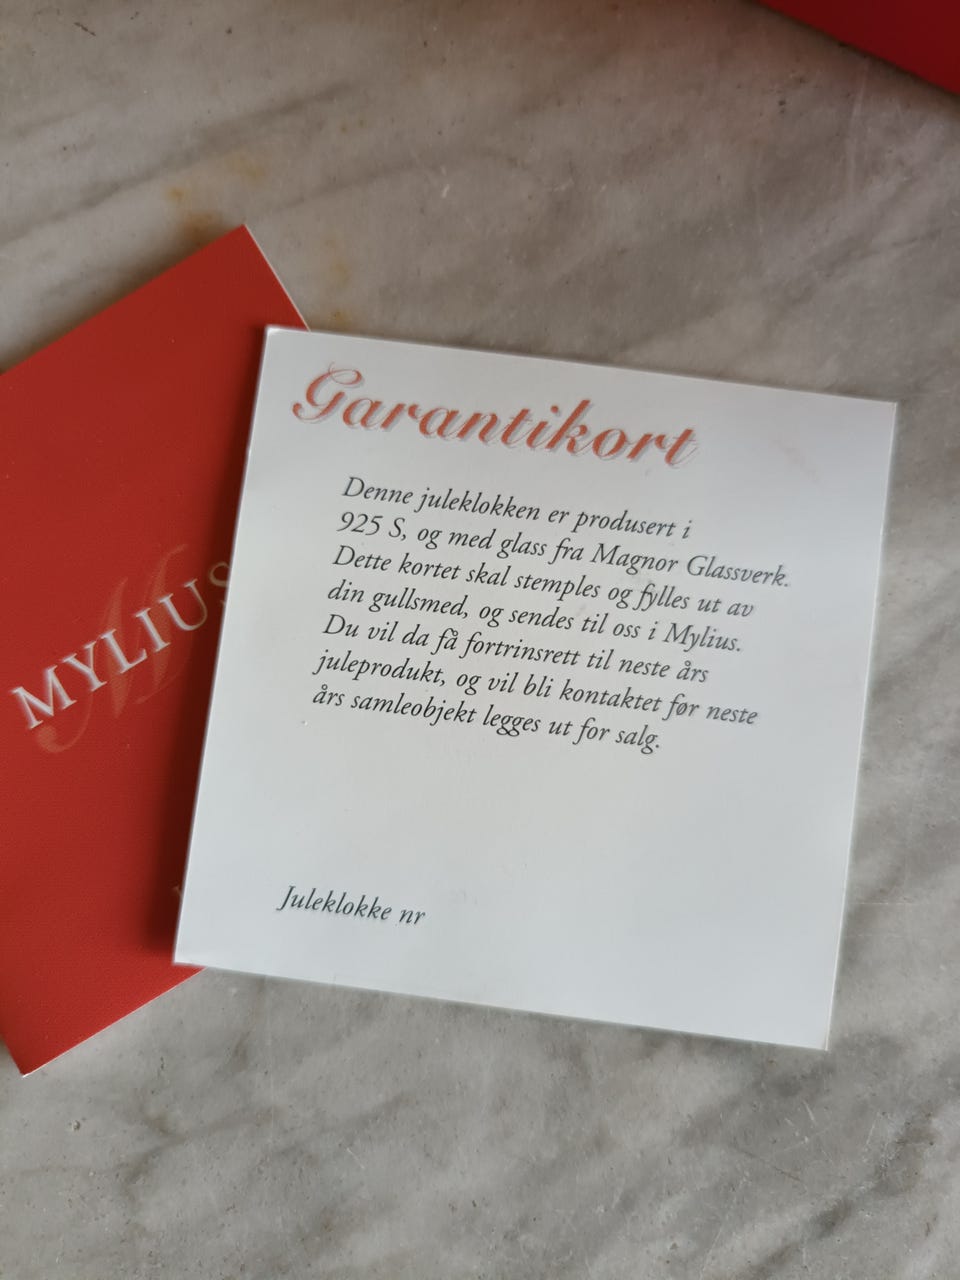 MYLIUS
Garantikort
Denne juleklokken er produsert i
925 S, og med glass fra Magnor Glassverk.
Dette kortet skal stemples og fylles ut av
din gullsmed, og sendes til oss i Mylius.
Du vil da få fortrinsrett til neste års
juleprodukt, og vil bli kontaktet før neste
års samleobjekt legges ut for salg.
Juleklokke nr